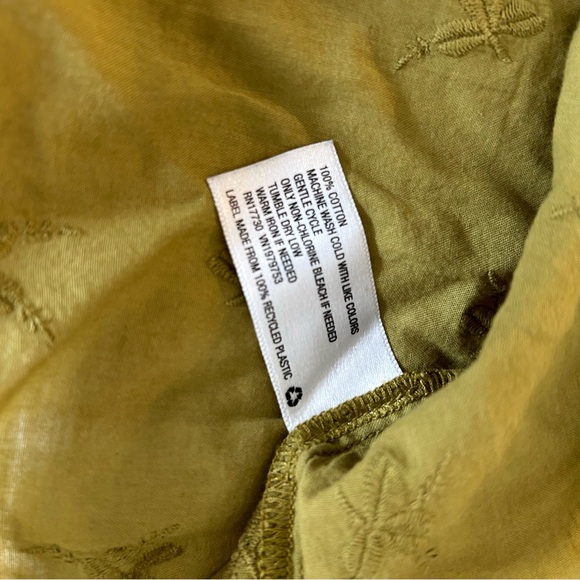 100% COTTON
MACHINE WASH COLD WITH LIKE COLORS
GENTLE CYCLE
ONLY NON-CHLORINE BLEACH IF NEEDED
TUMBLE DRY LOW
WARM IRON IF NEEDED
RN17730 VN1979753
LABEL MADE FROM 100% RECYCLED PLASTIC